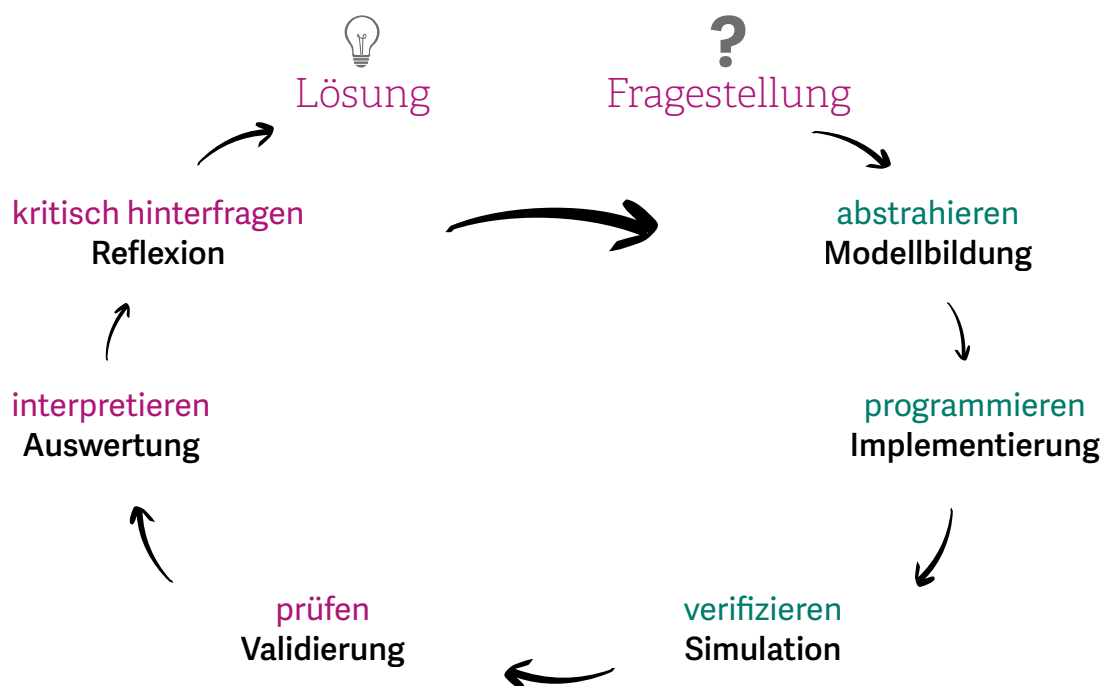 ?
Lösung
Fragestellung
kritisch hinterfragen
Reflexion
abstrahieren
Modellbildung
interpretieren
Auswertung
programmieren
Implementierung
prüfen
Validierung
verifizieren
Simulation